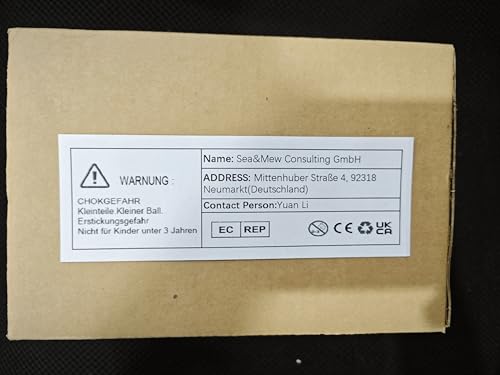 WARNUNG :
CHOKGEFAHR
Kleinteile.Kleiner Ball.
Erstickungsgefahr
Nicht für Kinder unter 3 Jahren
Name: Sea&Mew Consulting GmbH
ADDRESS: Mittenhuber Straße 4, 92318
Neumarkt(Deutschland)
Contact Person:Yuan Li
EC REP
CE UK
CA